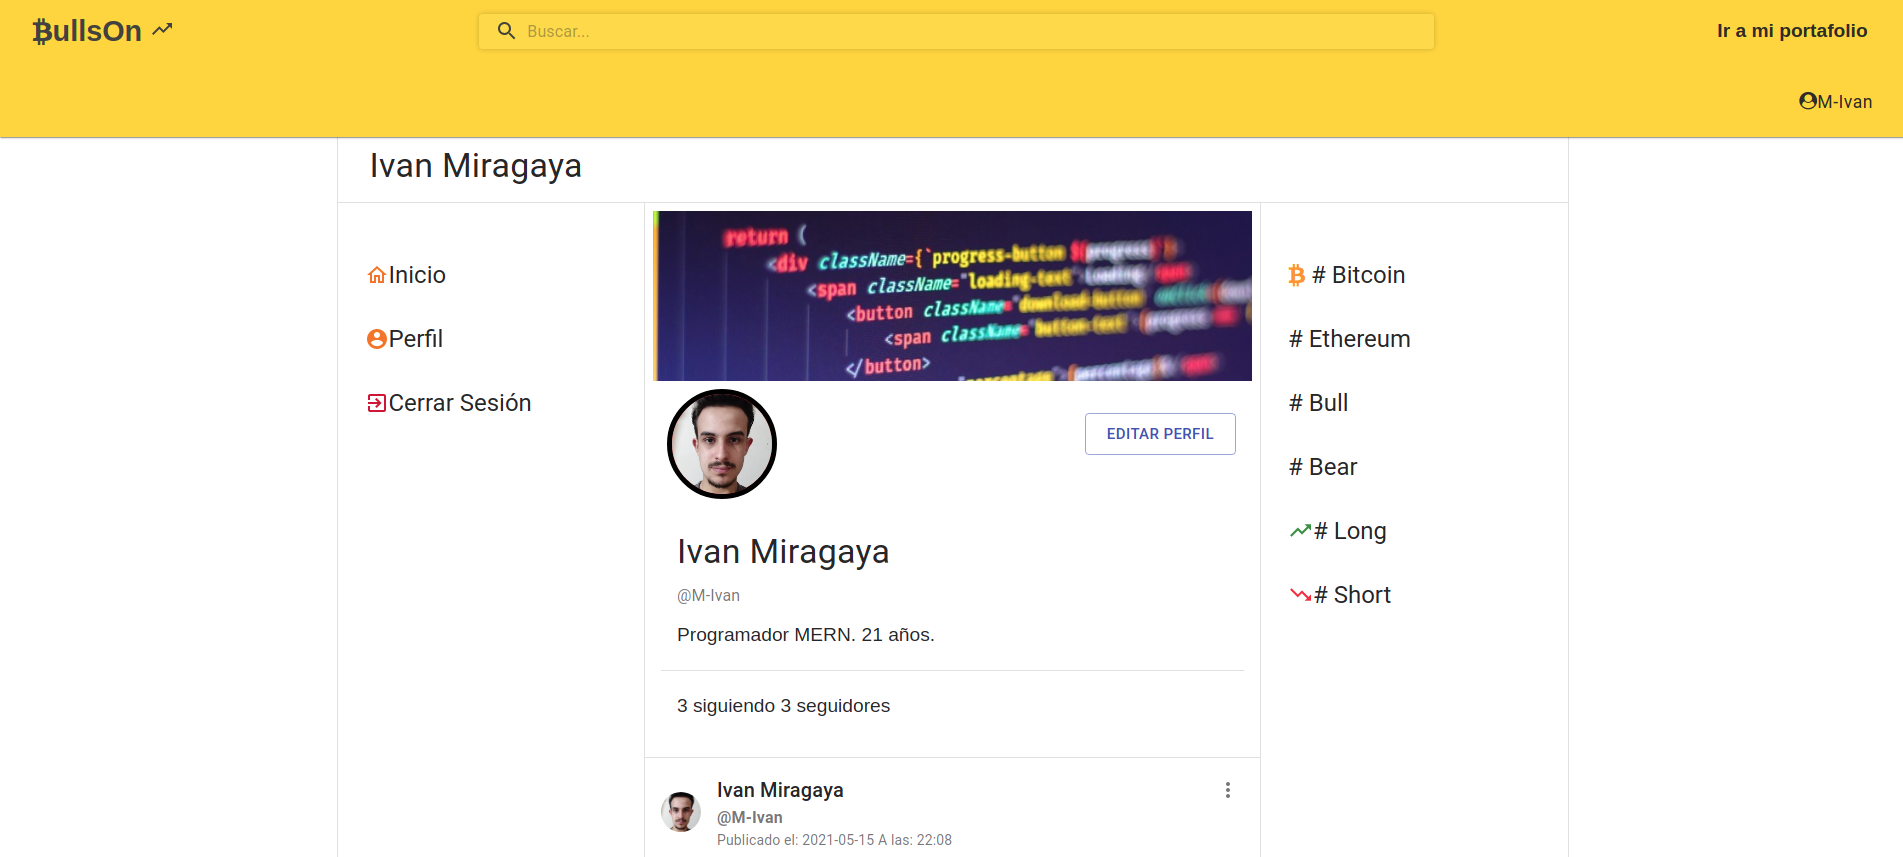 ₿ullsOn
Buscar...
Ir a mi portafolio
M-Ivan
Ivan Miragaya
Inicio
Perfil
Cerrar Sesión
return (
<div className={`progress-button ${progress}`}
<span className="loading-text">Loading
<button className="download-button
<span className="button-text">
</button>
EDITAR PERFIL
Ivan Miragaya
@M-Ivan
Programador MERN. 21 años.
3 siguiendo 3 seguidores
Ivan Miragaya
@M-Ivan
Publicado el: 2021-05-15 A las: 22:08
# Bitcoin
# Ethereum
# Bull
# Bear
# Long
# Short